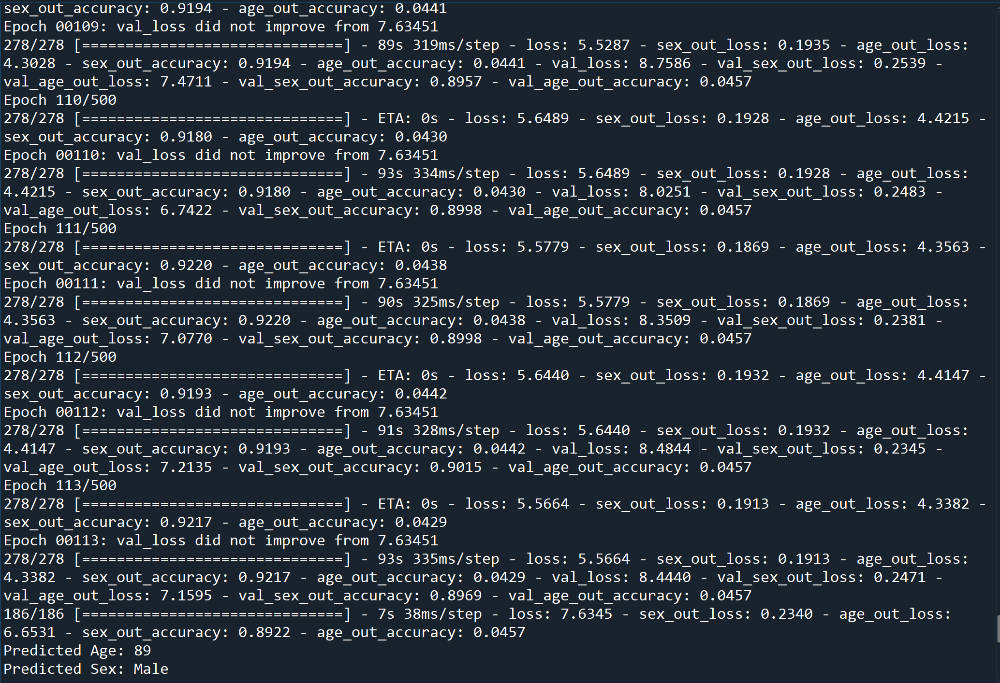 sex_out_accuracy: 0.9194 - age_out_accuracy: 0.0441
Epoch 00109: val_loss did not improve from 7.63451
278/278 [==============================] - 89s 319ms/step - loss: 5.5287 - sex_out_loss: 0.1935 - age_out_loss:
4.3028 - sex_out_accuracy: 0.9194 - age_out_accuracy: 0.0441 - val_loss: 8.7586 - val_sex_out_loss: 0.2539 -
val_age_out_loss: 7.4711 - val_sex_out_accuracy: 0.8957 - val_age_out_accuracy: 0.0457
Epoch 110/500
278/278 [==============================] - ETA: 0s - loss: 5.6489 - sex_out_loss: 0.1928 - age_out_loss: 4.4215 -
sex_out_accuracy: 0.9180 - age_out_accuracy: 0.0430
Epoch 00110: val_loss did not improve from 7.63451
278/278 [==============================] - 93s 334ms/step - loss: 5.6489 - sex_out_loss: 0.1928 - age_out_loss:
4.4215 - sex_out_accuracy: 0.9180 - age_out_accuracy: 0.0430 - val_loss: 8.0251 - val_sex_out_loss: 0.2483 -
val_age_out_loss: 6.7422 - val_sex_out_accuracy: 0.8998 - val_age_out_accuracy: 0.0457
Epoch 111/500
278/278 [==============================] - ETA: 0s - loss: 5.5779 - sex_out_loss: 0.1869 - age_out_loss: 4.3563 -
sex_out_accuracy: 0.9220 - age_out_accuracy: 0.0438
Epoch 00111: val_loss did not improve from 7.63451
278/278 [==============================] - 90s 325ms/step - loss: 5.5779 - sex_out_loss: 0.1869 - age_out_loss:
4.3563 - sex_out_accuracy: 0.9220 - age_out_accuracy: 0.0438 - val_loss: 8.3509 - val_sex_out_loss: 0.2381 -
val_age_out_loss: 7.0770 - val_sex_out_accuracy: 0.8998 - val_age_out_accuracy: 0.0457
Epoch 112/500
278/278 [==============================] - ETA: 0s - loss: 5.6440 - sex_out_loss: 0.1932 - age_out_loss: 4.4147 -
sex_out_accuracy: 0.9193 - age_out_accuracy: 0.0442
Epoch 00112: val_loss did not improve from 7.63451
278/278 [==============================] - 91s 328ms/step - loss: 5.6440 - sex_out_loss: 0.1932 - age_out_loss:
4.4147 - sex_out_accuracy: 0.9193 - age_out_accuracy: 0.0442 - val_loss: 8.4844 - val_sex_out_loss: 0.2345 -
val_age_out_loss: 7.2135 - val_sex_out_accuracy: 0.9015 - val_age_out_accuracy: 0.0457
Epoch 113/500
278/278 [==============================] - ETA: 0s - loss: 5.5664 - sex_out_loss: 0.1913 - age_out_loss: 4.3382 -
sex_out_accuracy: 0.9217 - age_out_accuracy: 0.0429
Epoch 00113: val_loss did not improve from 7.63451
278/278 [==============================] - 93s 335ms/step - loss: 5.5664 - sex_out_loss: 0.1913 - age_out_loss:
4.3382 - sex_out_accuracy: 0.9217 - age_out_accuracy: 0.0429 - val_loss: 8.4440 - val_sex_out_loss: 0.2471 -
val_age_out_loss: 7.1595 - val_sex_out_accuracy: 0.8969 - val_age_out_accuracy: 0.0457
186/186 [==============================] - 7s 38ms/step - loss: 7.6345 - sex_out_loss: 0.2340 - age_out_loss:
6.6531 - sex_out_accuracy: 0.8922 - age_out_accuracy: 0.0457
Predicted Age: 89
Predicted Sex: Male